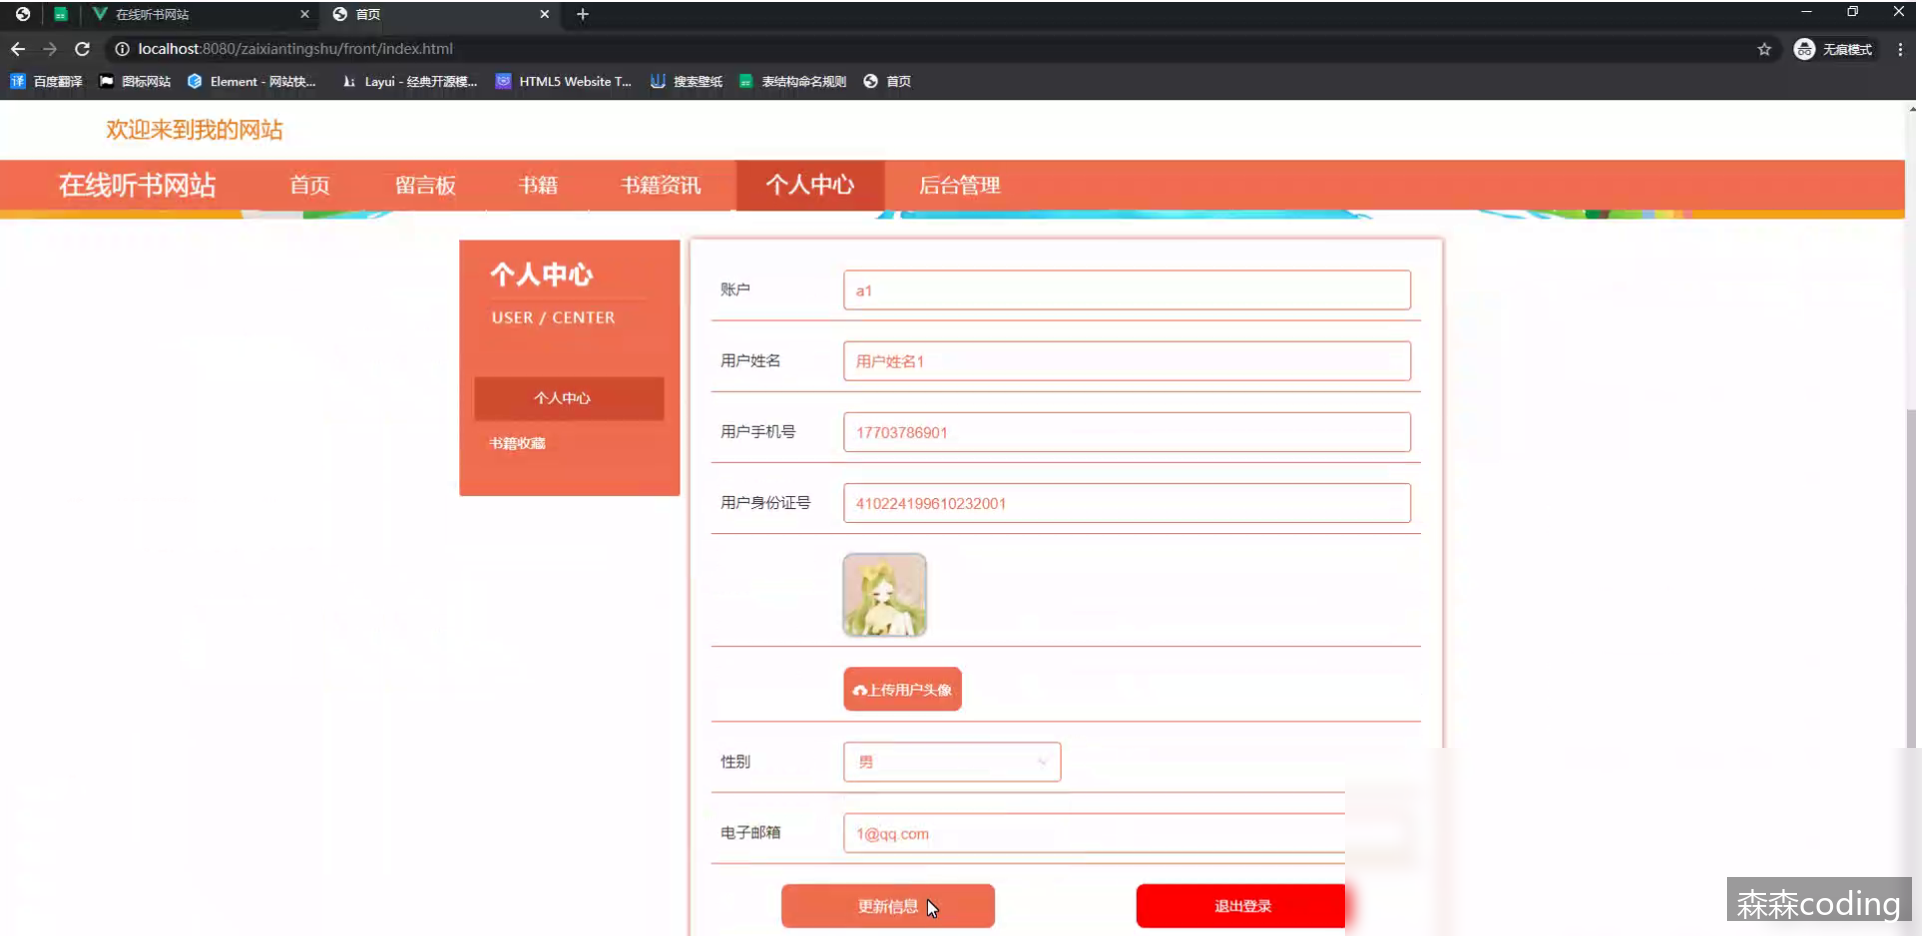 在线听书网站
首页
localhost:8080/zaixiantingshu/front/index.html
无痕模式
译 百度翻译
图标网站
Element - 网站快...
Layui - 经典开源模...
HTML5 Website T...
搜索壁纸
表结构命名规则
首页
欢迎来到我的网站
在线听书网站 首页 留言板 书籍 书籍资讯 个人中心 后台管理
个人中心
USER / CENTER
个人中心
书籍收藏
账户 a1
用户姓名 用户姓名1
用户手机号 17703786901
用户身份证号 410224199610232001
上传用户头像
性别 男
电子邮箱 1@qq.com
更新信息 退出登录
森森coding